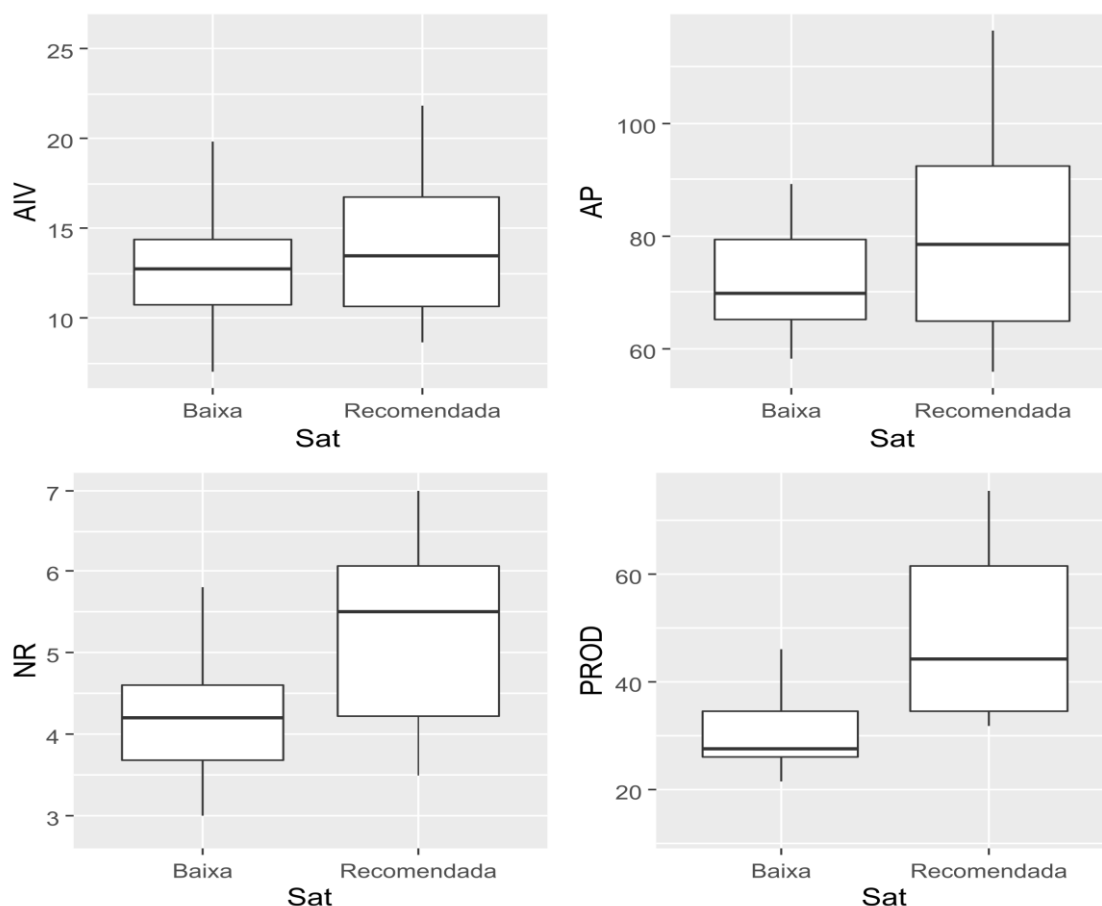 AIV
25
20
15
10
Baixa
Recomendada
Sat
AP
100
80
60
Baixa
Recomendada
Sat
NR
7
6
5
4
3
Baixa
Recomendada
Sat
PROD
60
40
20
Baixa
Recomendada
Sat